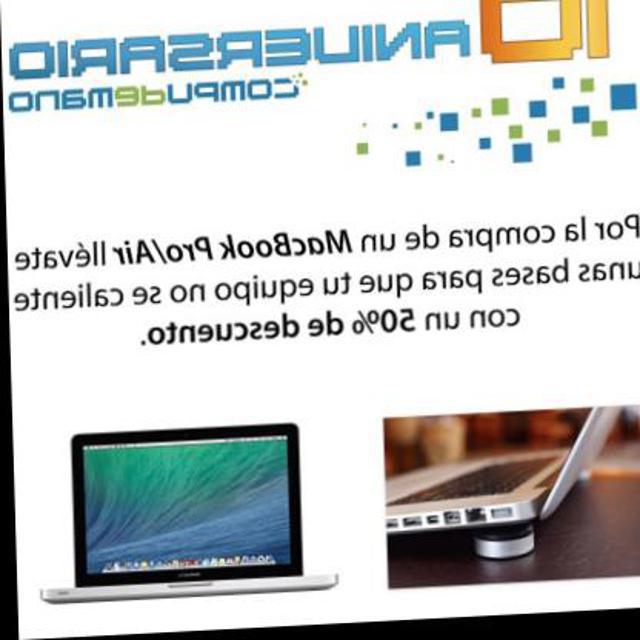 10 ANIVERSARIO
compudemano
Por la compra de un MacBook Pro/Air llévate
unas bases para que tu equipo no se caliente
con un 50% de descuento.